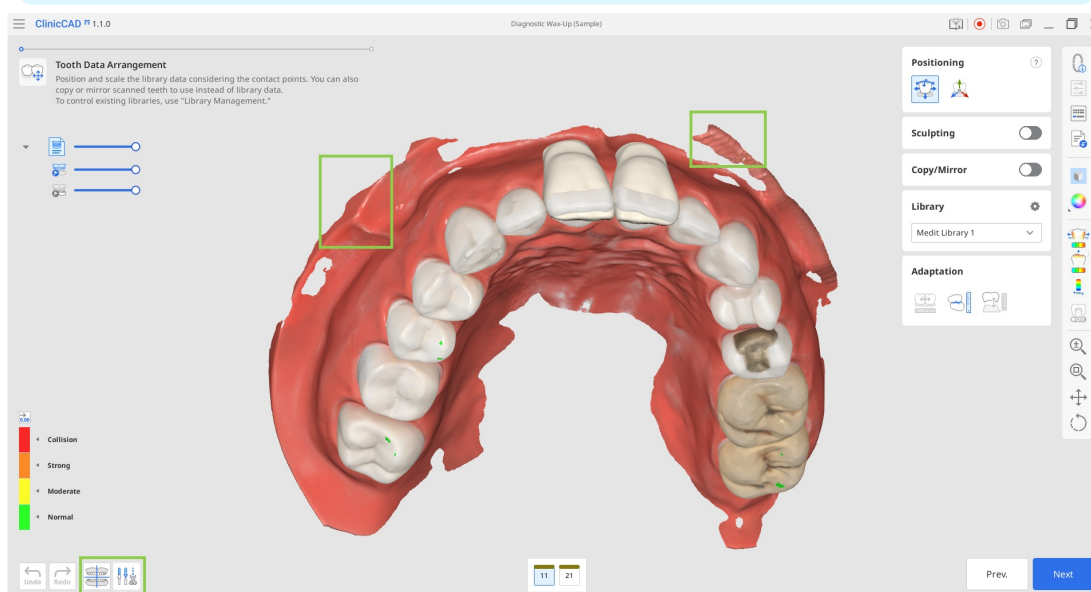 ClinicCAD 1.1.0
Diagnostic Wax-Up (Sample)
Tooth Data Arrangement
Position and scale the library data considering the contact points. You can also
copy or mirror scanned teeth to use instead of library data.
To control existing libraries, use "Library Management."
Positioning
?
Sculpting
Copy/Mirror
Library
Medit Library 1
Adaptation
0.00
Collision
Strong
Moderate
Normal
Undo
Redo
11
21
Prev.
Next